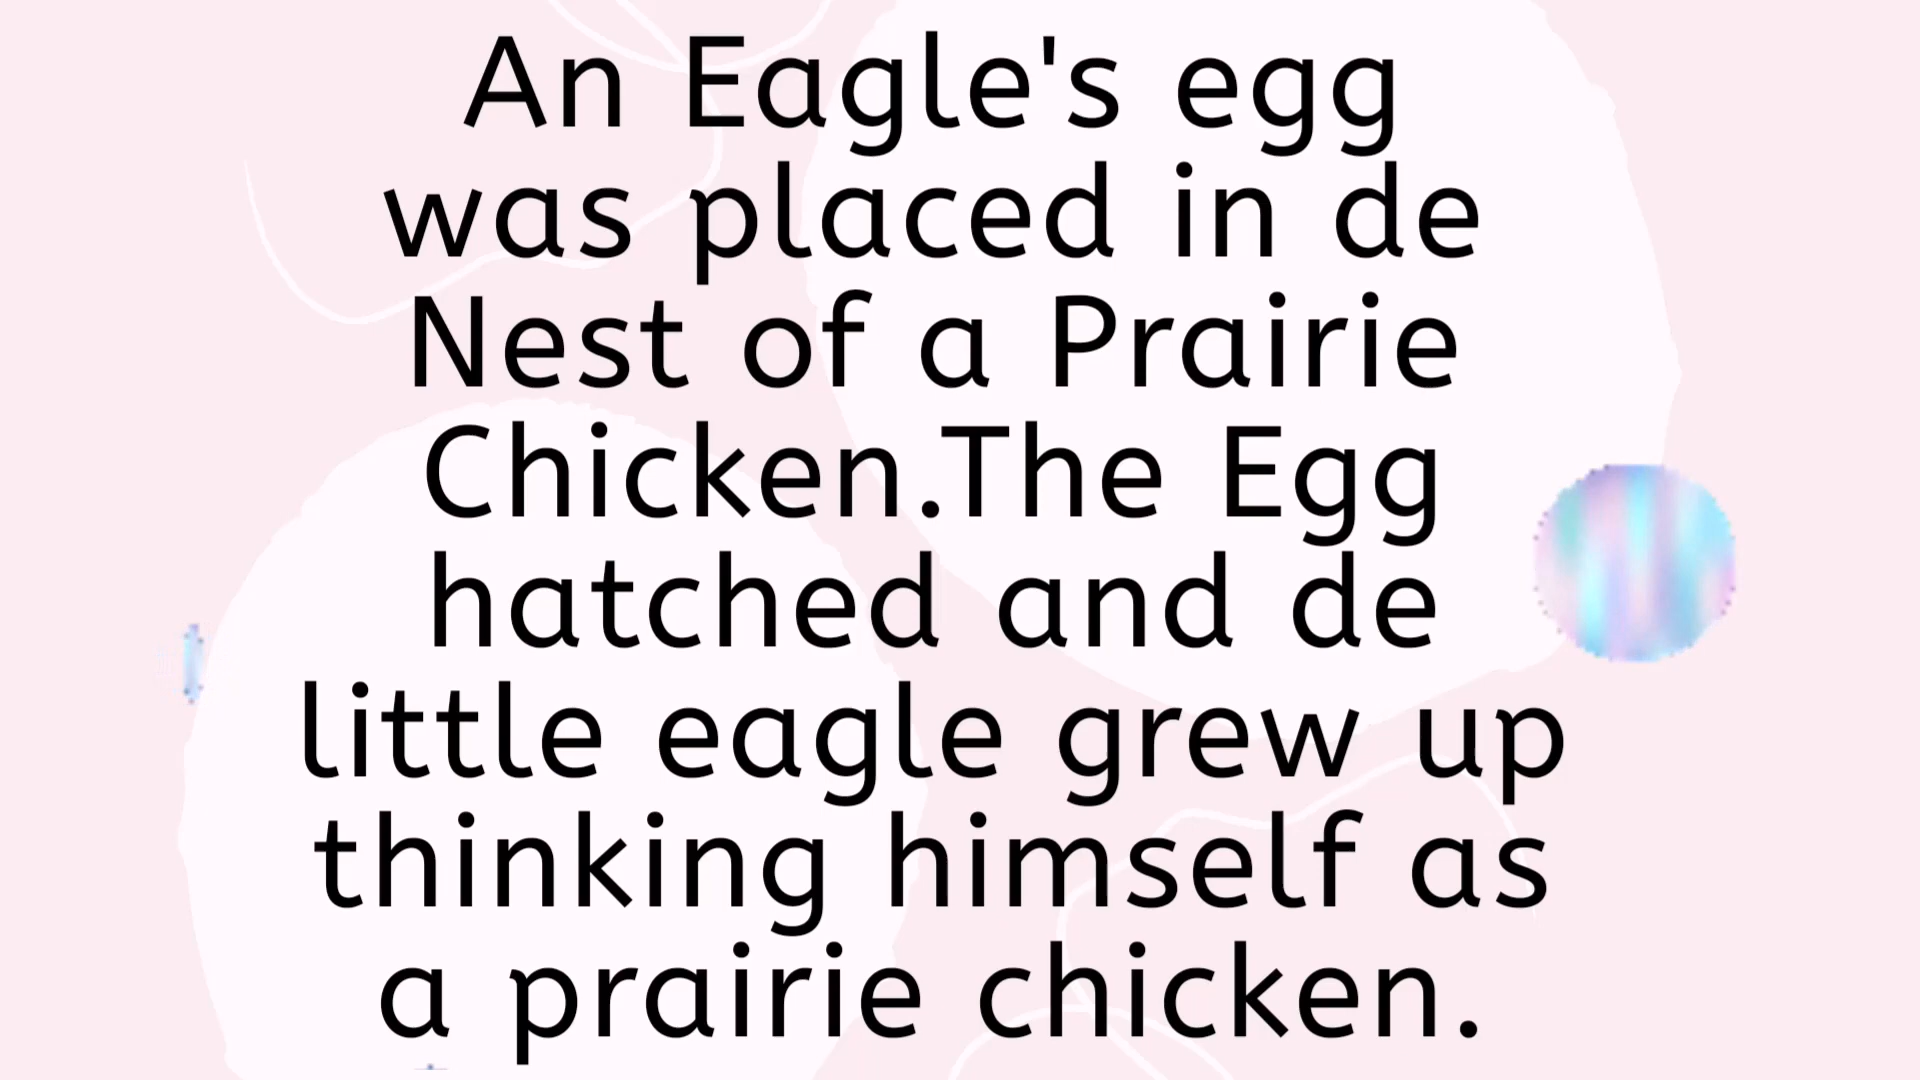 An Eagle's egg
was placed in de
Nest of a Prairie
Chicken.The Egg
hatched and de
little eagle grew up
thinking himself as
a prairie chicken.